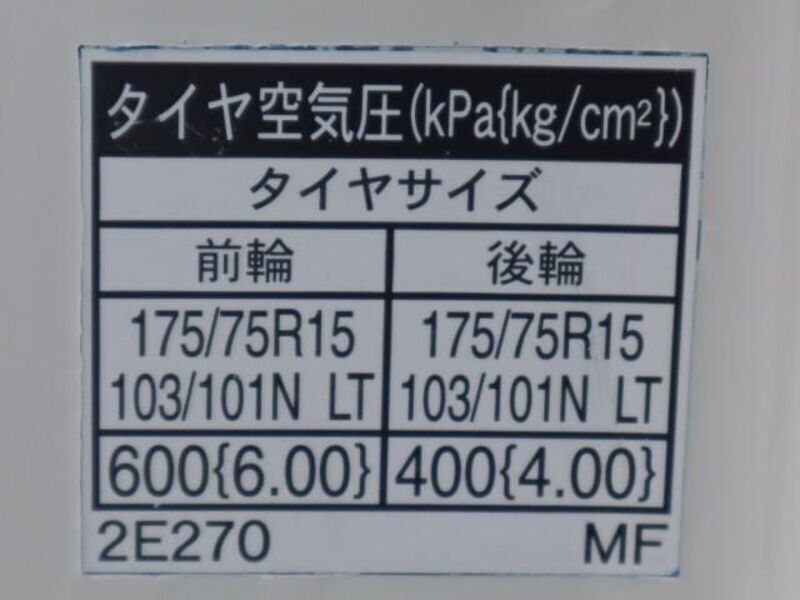 タイヤ空気圧(kPa{kg/cm²})
タイヤサイズ
前輪 後輪
175/75R15 175/75R15
103/101N LT 103/101N LT
600{6.00} 400{4.00}
2E270 MF